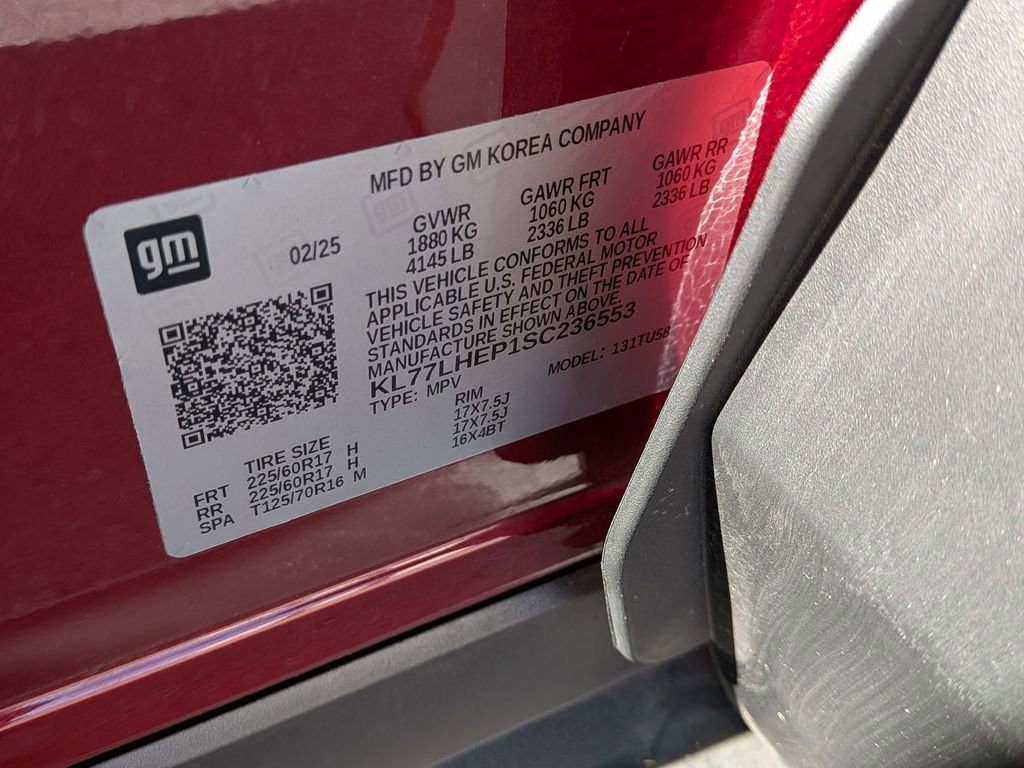 MFD BY GM KOREA COMPANY
gm
02/25
GVWR GAWR FRT GAWR RR
1880 KG 1060 KG 1060 KG
4145 LB 2336 LB 2336 LB
THIS VEHICLE CONFORMS TO ALL
APPLICABLE U.S. FEDERAL MOTOR
VEHICLE SAFETY AND THEFT PREVENTION
STANDARDS IN EFFECT ON THE DATE OF
MANUFACTURE SHOWN ABOVE.
KL77LHEP1SC236553
TYPE: MPV MODEL: 131TU58
TIRE SIZE RIM
FRT 225/60R17 H 17X7.5J
RR 225/60R17 H 17X7.5J
SPA T125/70R16 M 16X4BT